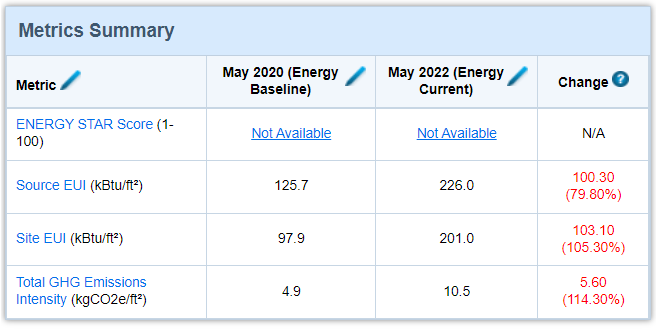 Metrics Summary
Metric
May 2020 (Energy
Baseline)
May 2022 (Energy
Current)
Change ?
ENERGY STAR Score (1-
100)
Not Available
Not Available
N/A
Source EUI (kBtu/ft²)
125.7
226.0
100.30
(79.80%)
Site EUI (kBtu/ft²)
97.9
201.0
103.10
(105.30%)
Total GHG Emissions
Intensity (kgCO2e/ft²)
4.9
10.5
5.60
(114.30%)